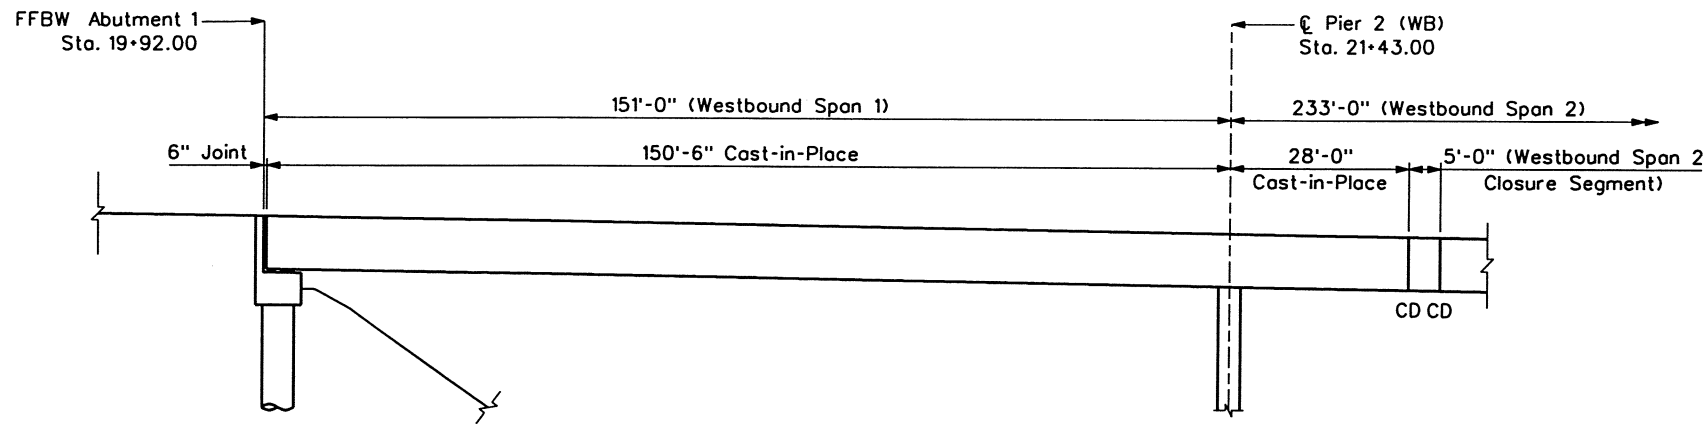 FFBW Abutment 1
Sta. 19+92.00
℄ Pier 2 (WB)
Sta. 21+43.00
151'-0" (Westbound Span 1)
233'-0" (Westbound Span 2)
6" Joint
150'-6" Cast-in-Place
28'-0"
Cast-in-Place
5'-0" (Westbound Span 2
Closure Segment)
CD CD